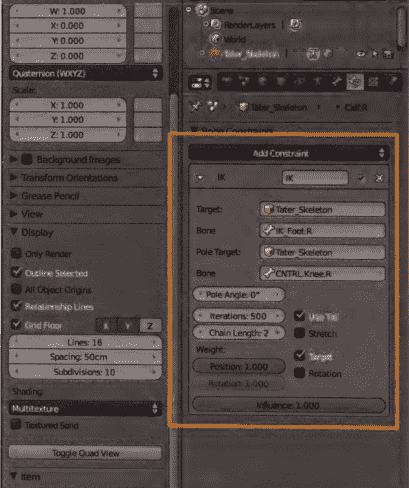 W: 1.000
X: 0.000
Y: 0.000
Z: 0.000
Quaternion (WXYZ)
Scale:
X: 1.000
Y: 1.000
Z: 1.000
Background Images
Transform Orientations
Grease Pencil
View
Display
Only Render
Outline Selected
All Object Origins
Relationship Lines
Grid Floor X Y Z
Lines: 16
Spacing: 50cm
Subdivisions: 10
Shading:
Multitexture
Textured Solid
Toggle Quad View
Item
Scene
RenderLayers
World
Tater_Skeleton
Tater_Skeleton Calf.R
Bone Constraints
Add Constraint
IK IK
Target: Tater_Skeleton
Bone IK_Foot.R
Pole Target: Tater_Skeleton
Bone CNTRL.Knee.R
Pole Angle: 0°
Iterations: 500 Use Tail
Chain Length: 2 Stretch
Weight:
Position: 1.000 Target
Rotation: 1.000 Rotation
Influence: 1.000